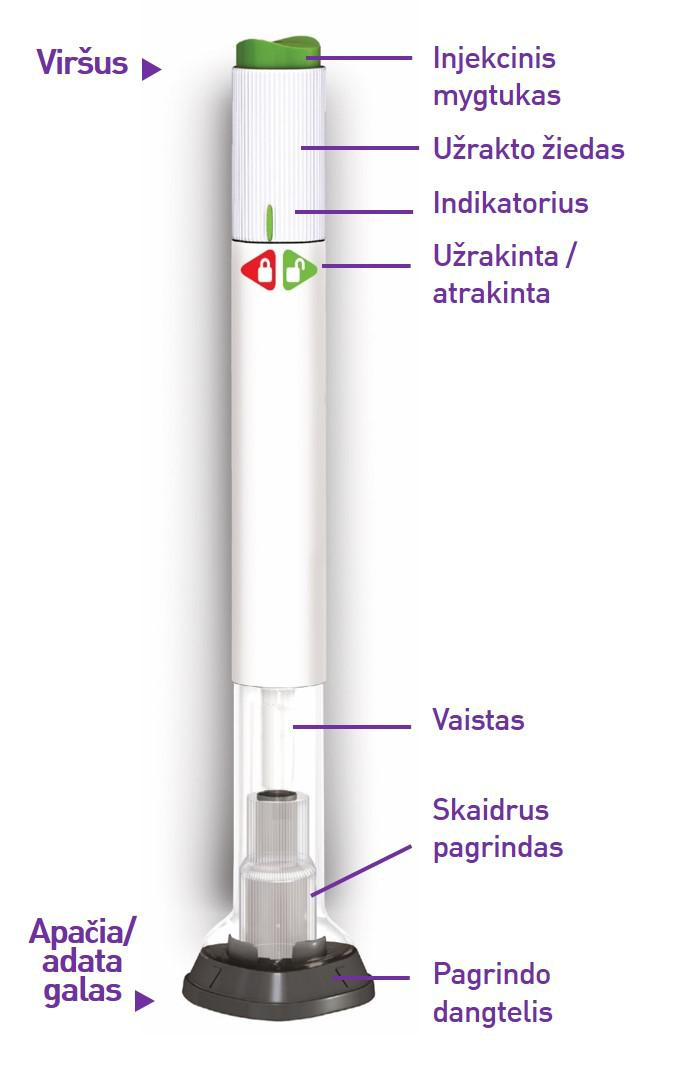 Viršus
Injekcinis
mygtukas
Užrakto žiedas
Indikatorius
Užrakinta /
atrakinta
Vaistas
Skaidrus
pagrindas
Apačia/
adata
galas
Pagrindo
dangtelis